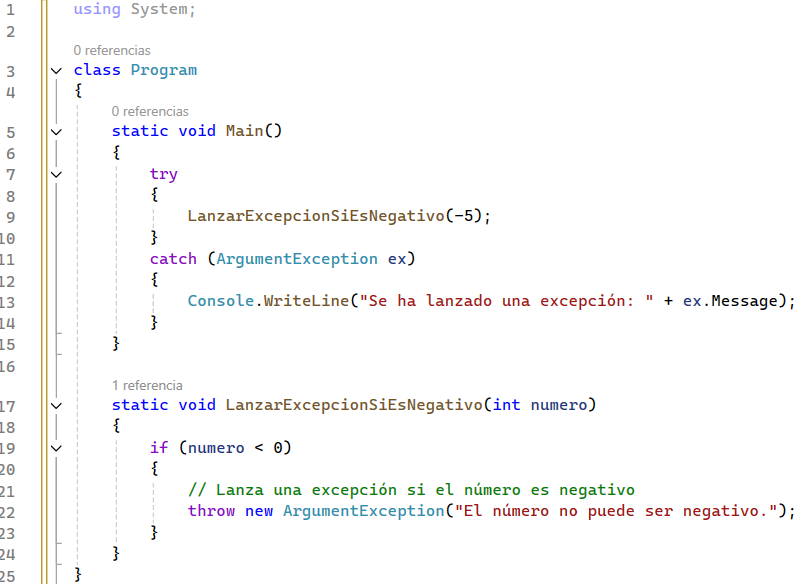 1 using System;
2
0 referencias
3 class Program
4 {
0 referencias
5 static void Main()
6 {
7 try
8 {
9 LanzarExcepcionSiEsNegativo(-5);
10 }
11 catch (ArgumentException ex)
12 {
13 Console.WriteLine("Se ha lanzado una excepción: " + ex.Message);
14 }
15 }
16
1 referencia
17 static void LanzarExcepcionSiEsNegativo(int numero)
18 {
19 if (numero < 0)
20 {
21 // Lanza una excepción si el número es negativo
22 throw new ArgumentException("El número no puede ser negativo.");
23 }
24 }
25 }